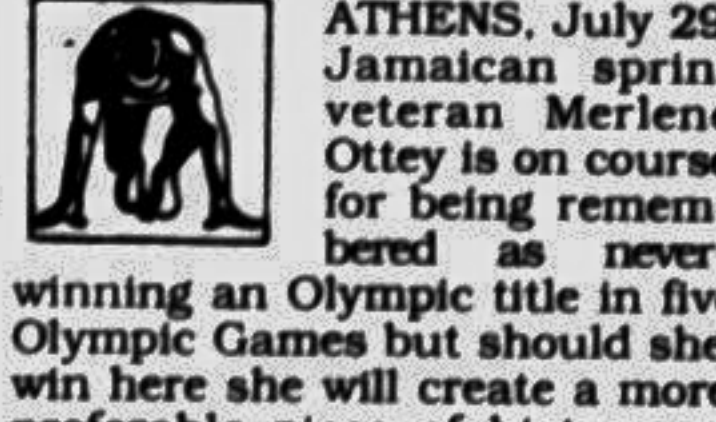 ATHENS, July 29
Jamaican sprin
veteran Merlene
Ottey is on course
for being remem
bered as never
winning an Olympic title in fiv
Olympic Games but should she
win here she will create a more